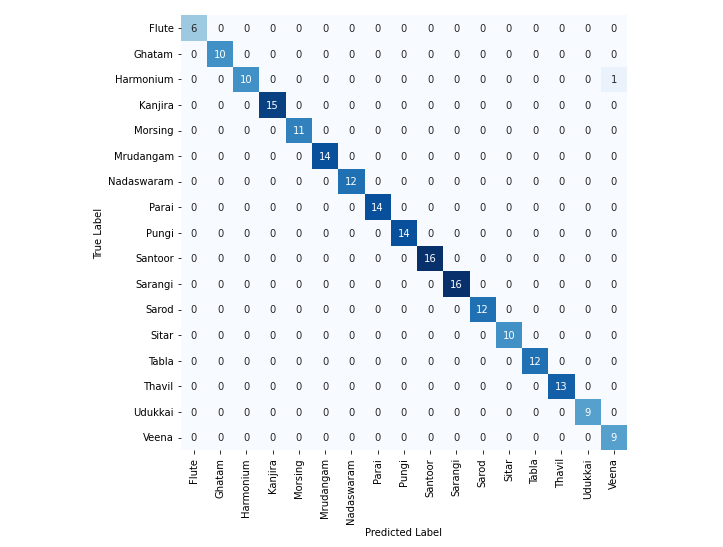 Flute 6 0 0 0 0 0 0 0 0 0 0 0 0 0 0 0 0
Ghatam 0 10 0 0 0 0 0 0 0 0 0 0 0 0 0 0 0
Harmonium 0 0 10 0 0 0 0 0 0 0 0 0 0 0 0 0 1
Kanjira 0 0 0 15 0 0 0 0 0 0 0 0 0 0 0 0 0
Morsing 0 0 0 0 11 0 0 0 0 0 0 0 0 0 0 0 0
Mrudangam 0 0 0 0 0 14 0 0 0 0 0 0 0 0 0 0 0
Nadaswaram 0 0 0 0 0 0 12 0 0 0 0 0 0 0 0 0 0
Parai 0 0 0 0 0 0 0 14 0 0 0 0 0 0 0 0 0
Pungi 0 0 0 0 0 0 0 0 14 0 0 0 0 0 0 0 0
Santoor 0 0 0 0 0 0 0 0 0 16 0 0 0 0 0 0 0
Sarangi 0 0 0 0 0 0 0 0 0 0 16 0 0 0 0 0 0
Sarod 0 0 0 0 0 0 0 0 0 0 0 12 0 0 0 0 0
Sitar 0 0 0 0 0 0 0 0 0 0 0 0 10 0 0 0 0
Tabla 0 0 0 0 0 0 0 0 0 0 0 0 0 12 0 0 0
Thavil 0 0 0 0 0 0 0 0 0 0 0 0 0 0 13 0 0
Udukkai 0 0 0 0 0 0 0 0 0 0 0 0 0 0 0 9 0
Veena 0 0 0 0 0 0 0 0 0 0 0 0 0 0 0 0 9
True Label
Flute Ghatam Harmonium Kanjira Morsing Mrudangam Nadaswaram Parai Pungi Santoor Sarangi Sarod Sitar Tabla Thavil Udukkai Veena
Predicted Label